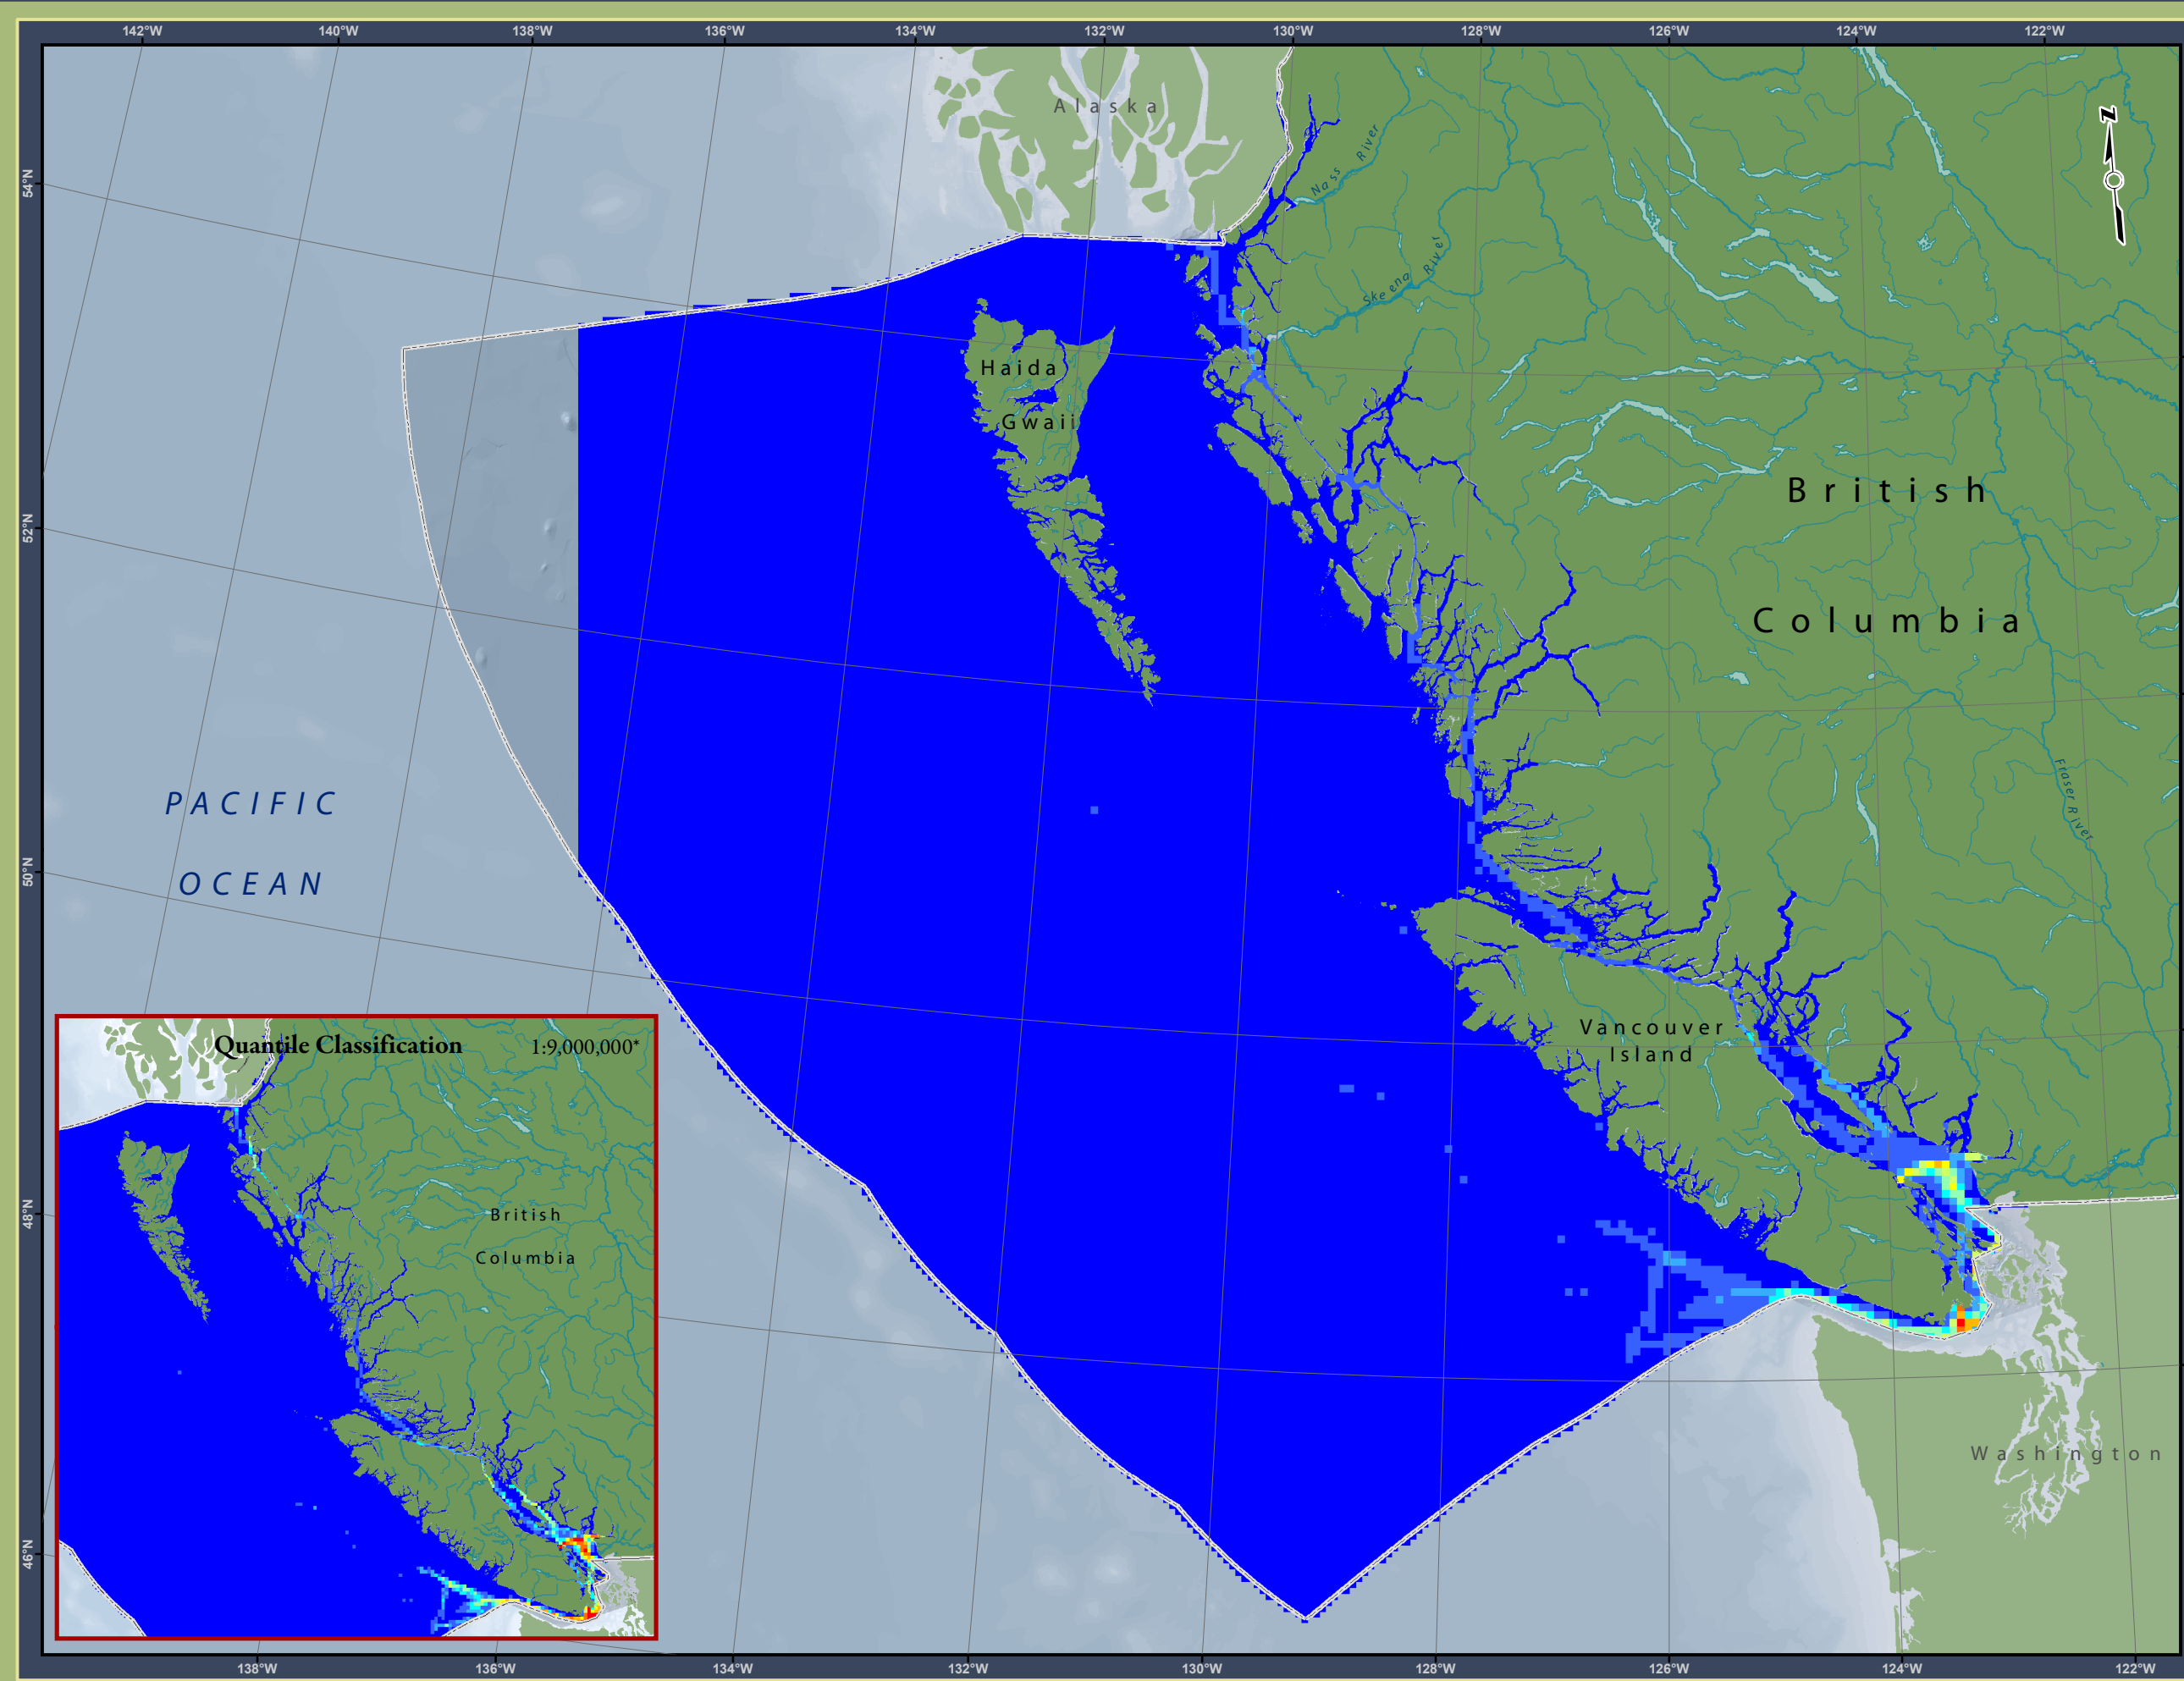 142°W 140°W 138°W 136°W 134°W 132°W 130°W 128°W 126°W 124°W 122°W
Alaska
N
Nass River
54°N
Skeena River
Haida
Gwaii
British
52°N
Columbia
PACIFIC
Fraser River
OCEAN
50°N
Vancouver
Island
Quantile Classification 1:9,000,000*
British
48°N
Columbia
Washington
46°N
138°W 136°W 134°W 132°W 130°W 128°W 126°W 124°W 122°W